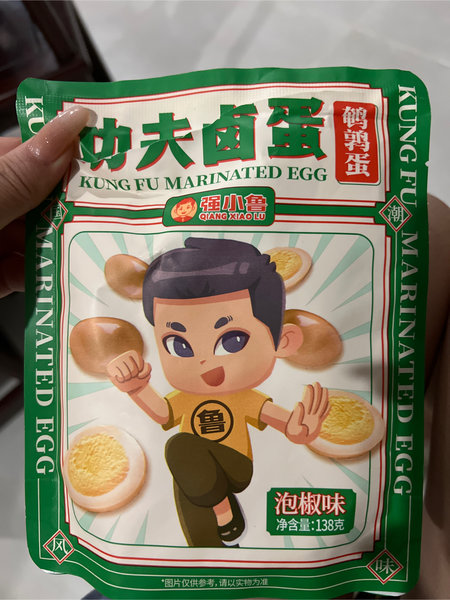 功夫卤蛋
鹌鹑蛋
KUNG FU MARINATED EGG
强小鲁
QIANG XIAO LU
KUNG FU MARINATED EGG
KUNG FU MARINATED EGG
国
潮
鲁
泡椒味
净含量:138克
风
味
*图片仅供参考,请以实物为准